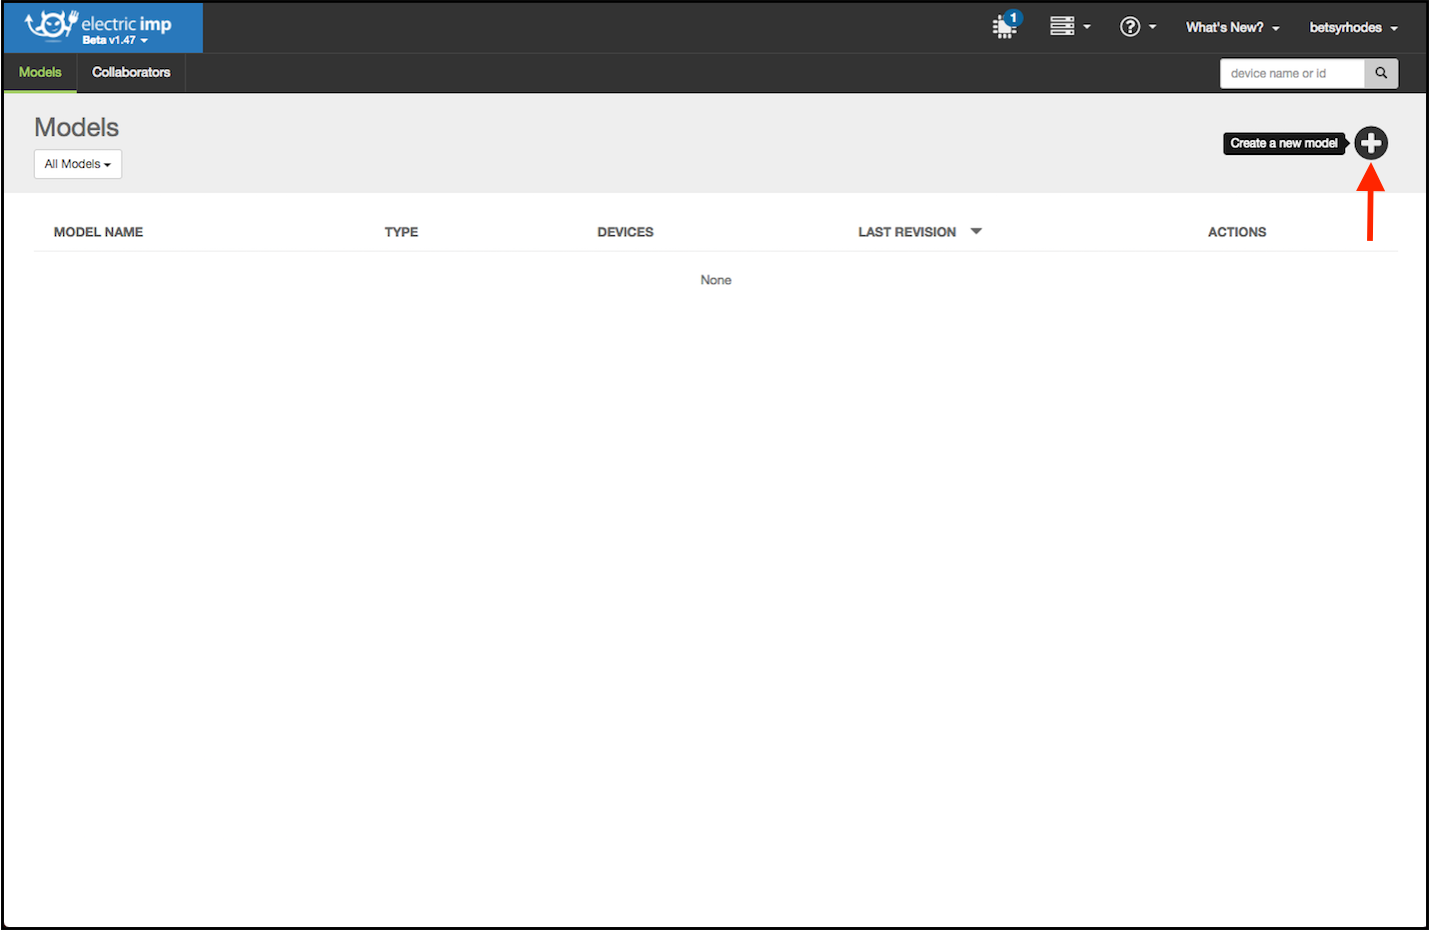 electric imp
Beta v1.47
1
What's New?
betsyrhodes
Models
Collaborators
device name or id
Models
All Models
Create a new model
MODEL NAME TYPE DEVICES LAST REVISION ACTIONS
None